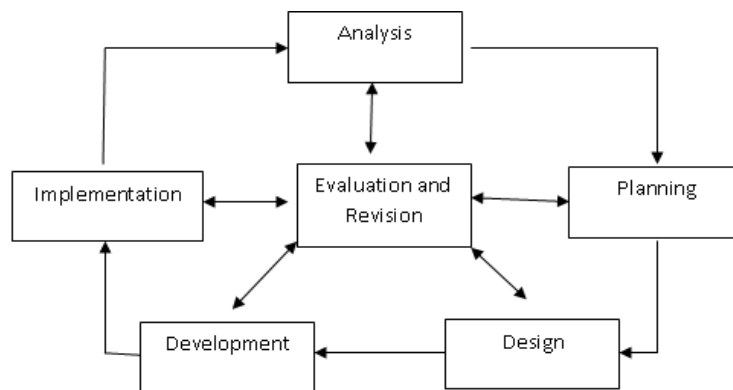 Analysis
Implementation
Evaluation and
Revision
Planning
Development
Design